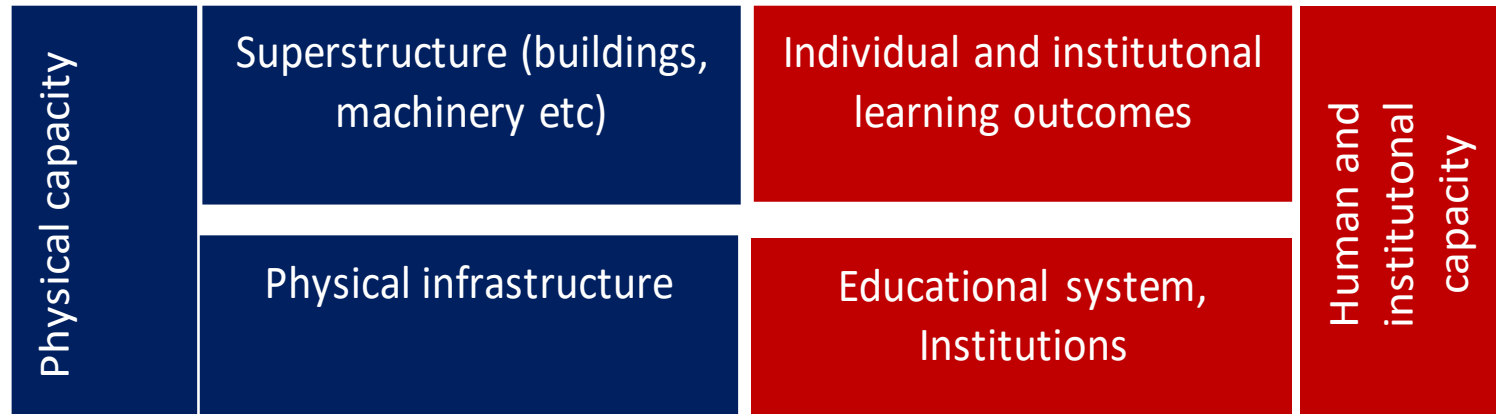 Physical capacity
Superstructure (buildings,
machinery etc)
Individual and institutonal
learning outcomes
Physical infrastructure
Educational system,
Institutions
Human and
institutonal
capacity